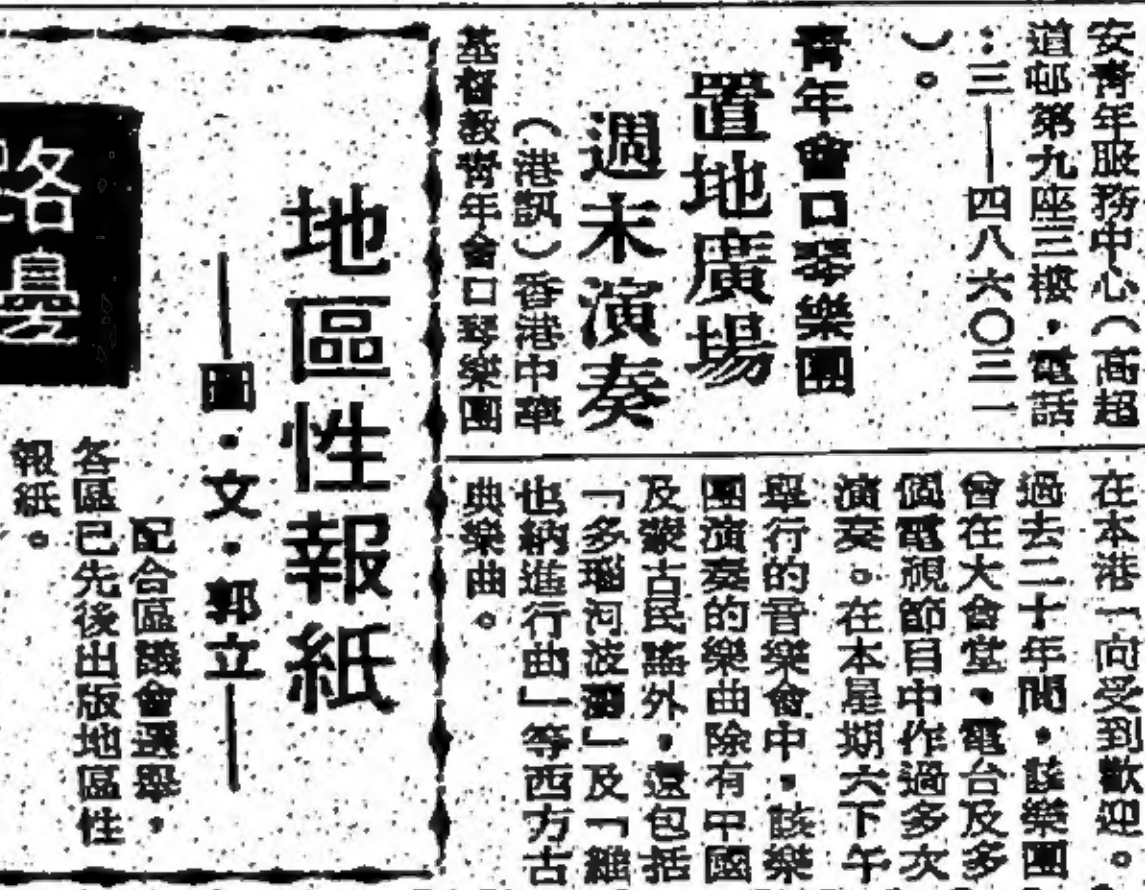 安青年服務中心(高超
道邨第九座三樓,電話
:三—四八六〇三一
)。
青年會口琴樂團
置地廣場
週末演奏
(港訊)香港中華
基督教青年會口琴樂團
在本港一向受到歡迎。
過去二十年間,該樂團
曾在大會堂、電台及多
個電視節目中作過多次
演奏。在本星期六下午
舉行的音樂會中,該樂
團演奏的樂曲除有中國
及蒙古民謠外,還包括
「多瑙河波瀾」及「維
也納進行曲」等西方古
典樂曲。
地區性報紙
——圖·文·郭立——
路邊
配合區議會選舉,
各區已先後出版地區性
報紙。